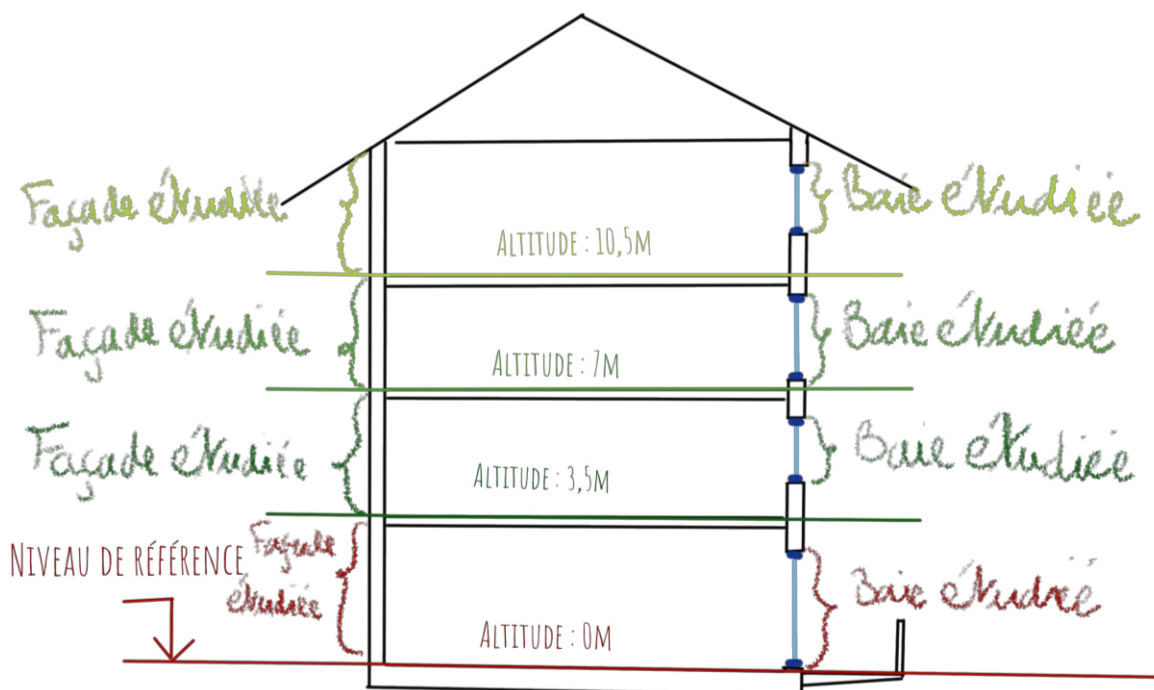 Façade étudiée
Baie étudiée
ALTITUDE : 10,5M
Façade étudiée
Baie étudiée
ALTITUDE : 7M
Façade étudiée
Baie étudiée
ALTITUDE : 3,5M
NIVEAU DE RÉFÉRENCE
Façade
étudiée
Baie étudiée
ALTITUDE : 0M